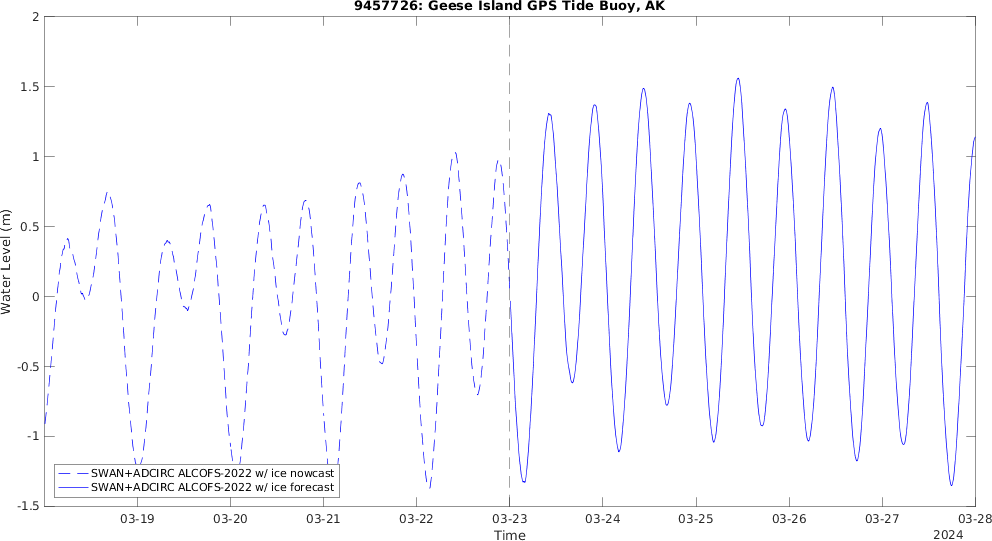 9457726: Geese Island GPS Tide Buoy, AK
2
1.5
1
0.5
0
-0.5
-1
-1.5
Water Level (m)
SWAN+ADCIRC ALCOFS-2022 w/ ice nowcast
SWAN+ADCIRC ALCOFS-2022 w/ ice forecast
03-19 03-20 03-21 03-22 03-23 03-24 03-25 03-26 03-27 03-28
Time
2024